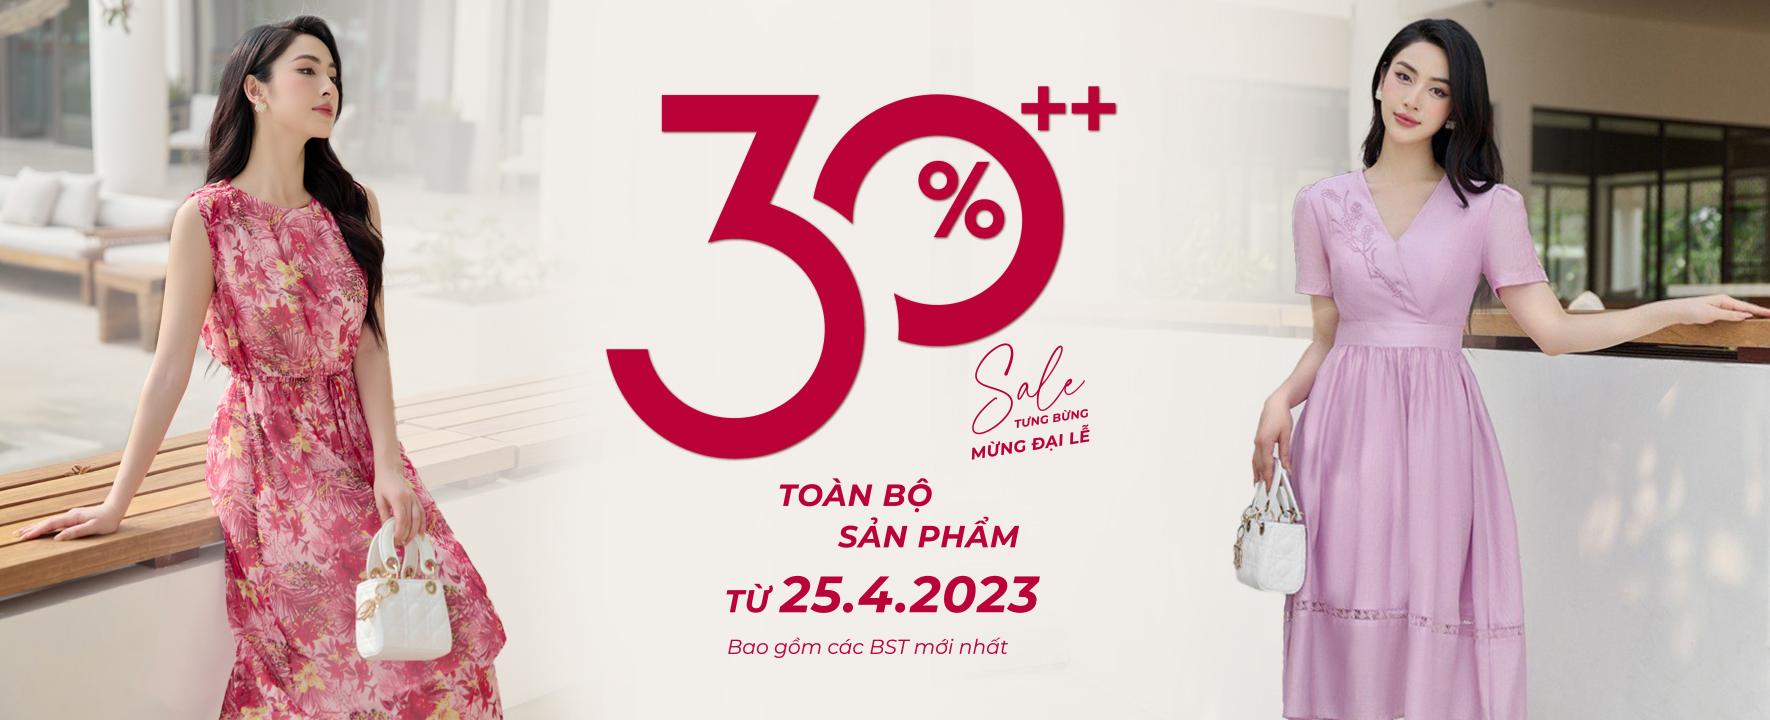 30%++
Sale
TƯNG BỪNG
MỪNG ĐẠI LỄ
TOÀN BỘ
SẢN PHẨM
TỪ 25.4.2023
Bao gồm các BST mới nhất